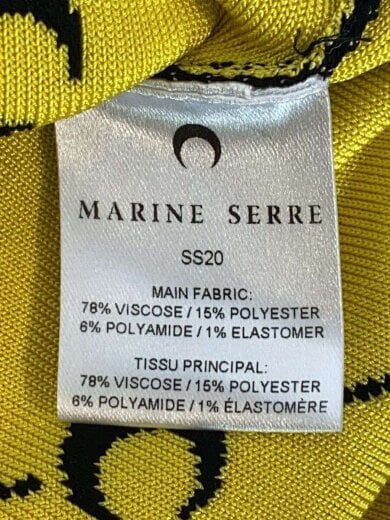 MARINE SERRE
SS20
MAIN FABRIC:
78% VISCOSE / 15% POLYESTER
6% POLYAMIDE / 1% ELASTOMER
TISSU PRINCIPAL:
78% VISCOSE / 15% POLYESTER
6% POLYAMIDE / 1% ÉLASTOMÈRE